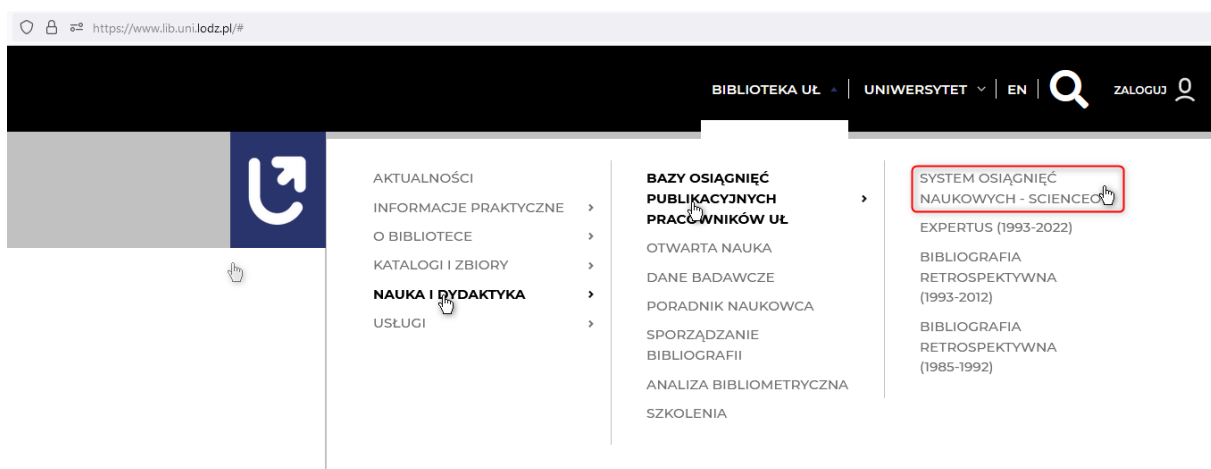 https://www.lib.uni.lodz.pl/#
BIBLIOTEKA UŁ
UNIWERSYTET
EN
ZALOGUJ
AKTUALNOŚCI
INFORMACJE PRAKTYCZNE
O BIBLIOTECE
KATALOGI I ZBIORY
NAUKA I DYDAKTYKA
USŁUGI
BAZY OSIĄGNIĘĆ
PUBLIKACYJNYCH
PRACOWNIKÓW UŁ
OTWARTA NAUKA
DANE BADAWCZE
PORADNIK NAUKOWCA
SPORZĄDZANIE
BIBLIOGRAFII
ANALIZA BIBLIOMETRYCZNA
SZKOLENIA
SYSTEM OSIĄGNIĘĆ
NAUKOWYCH - SCIENCEO
EXPERTUS (1993-2022)
BIBLIOGRAFIA
RETROSPEKTYWNA
(1993-2012)
BIBLIOGRAFIA
RETROSPEKTYWNA
(1985-1992)